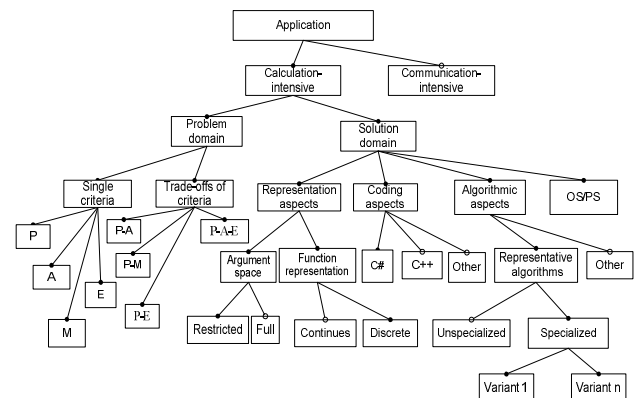 Application
Calculation-
intensive
Communication-
intensive
Problem
domain
Solution
domain
Single
criteria
Trade-offs of
criteria
Representation
aspects
Coding
aspects
Algorithmic
aspects
OS/PS
P
A
M
E
P-A
P-M
P-E
P-A-E
Argument
space
Function
representation
C#
C++
Other
Representative
algorithms
Other
Restricted
Full
Continues
Discrete
Unspecialized
Specialized
Variant 1
Variant n